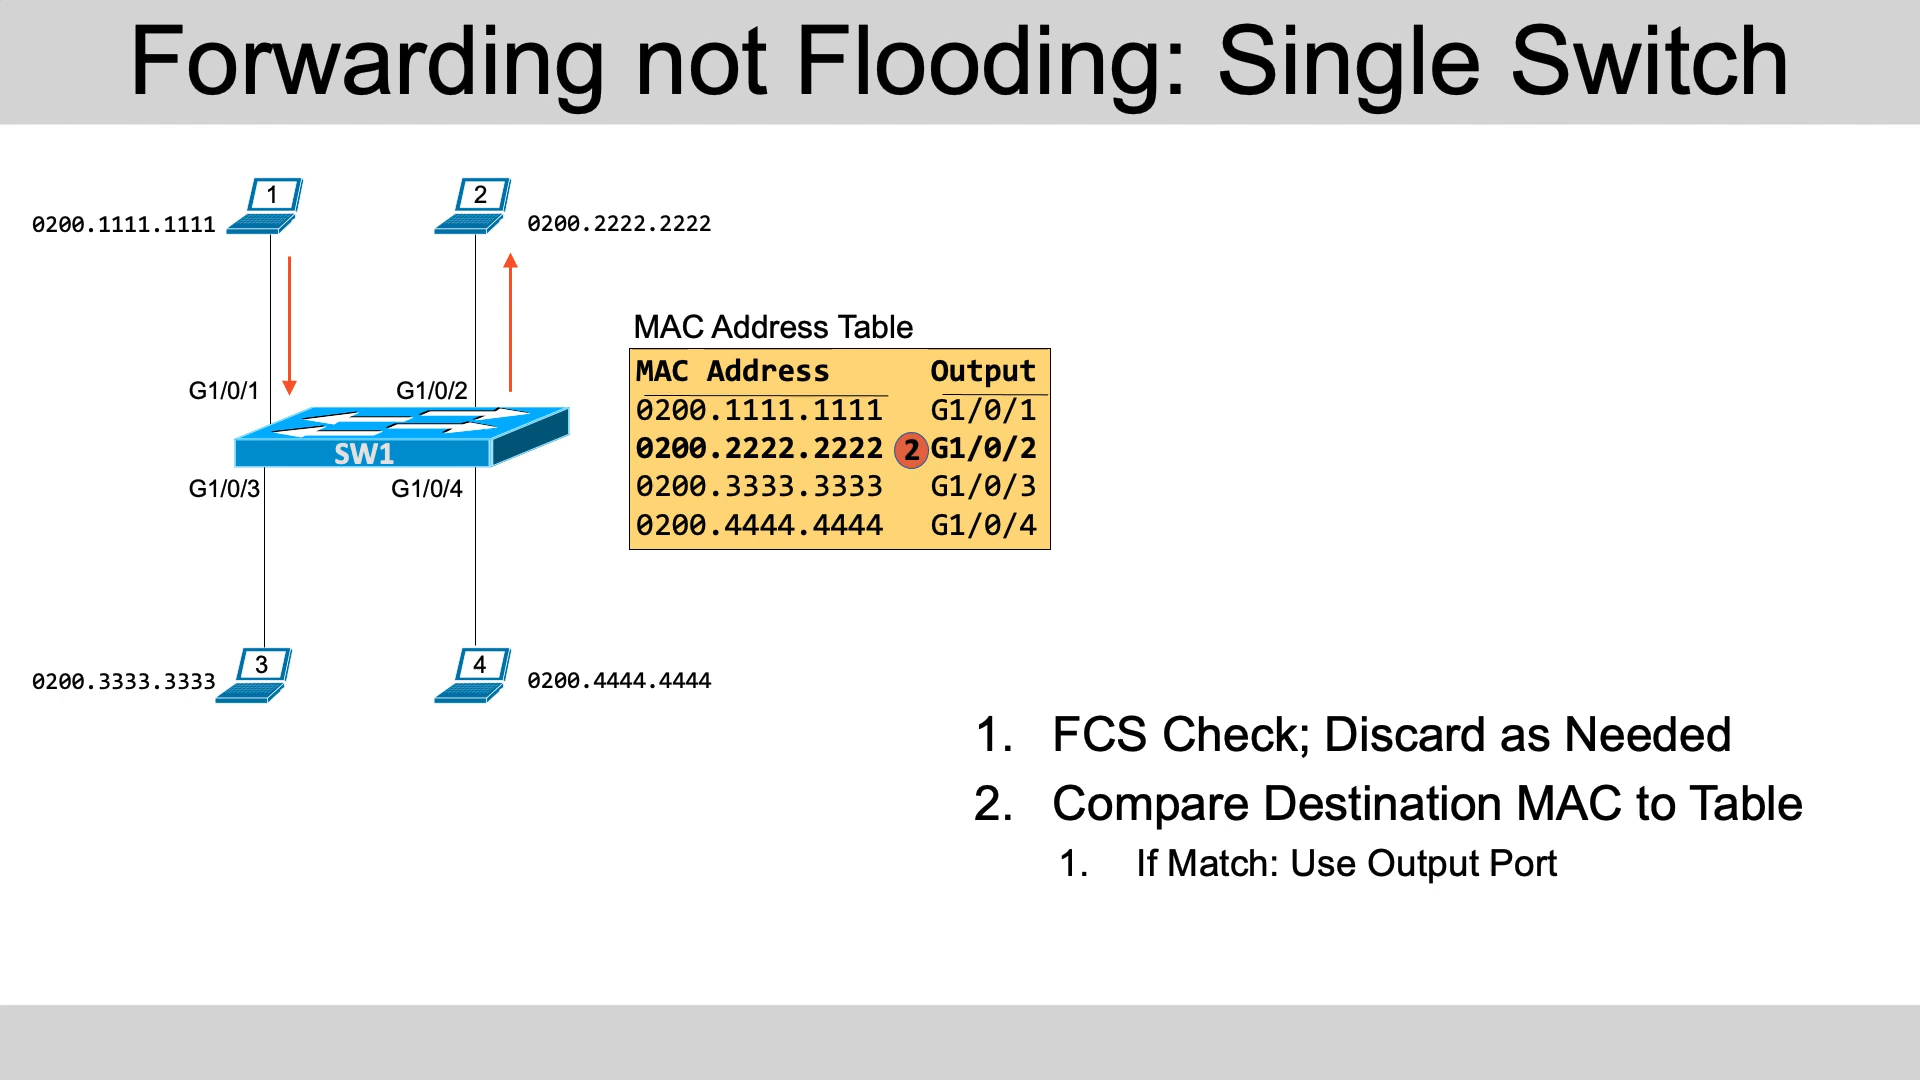 Forwarding not Flooding: Single Switch
1
2
0200.1111.1111
0200.2222.2222
G1/0/1
G1/0/2
SW1
G1/0/3
G1/0/4
3
4
0200.3333.3333
0200.4444.4444
MAC Address Table
MAC Address Output
0200.1111.1111 G1/0/1
0200.2222.2222 2 G1/0/2
0200.3333.3333 G1/0/3
0200.4444.4444 G1/0/4
1. FCS Check; Discard as Needed
2. Compare Destination MAC to Table
1. If Match: Use Output Port